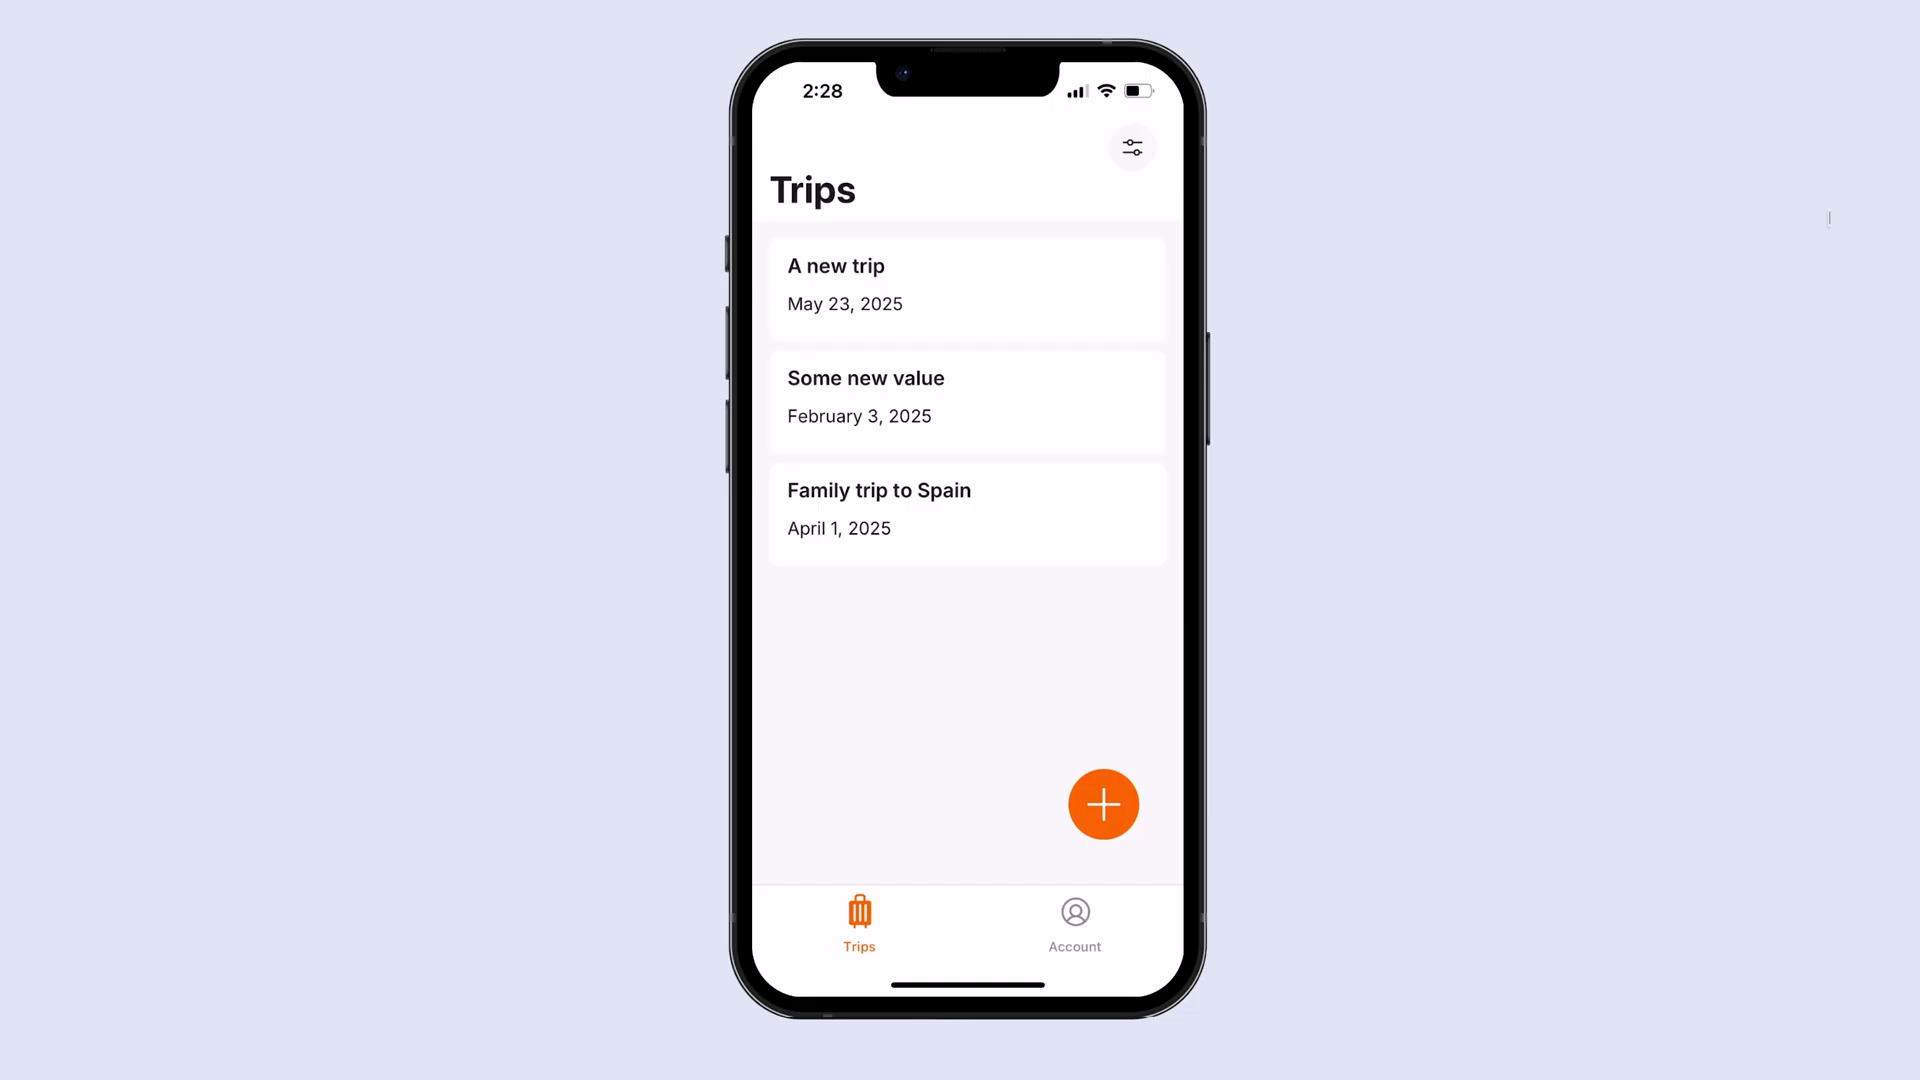 2:28
Trips
A new trip
May 23, 2025
Some new value
February 3, 2025
Family trip to Spain
April 1, 2025
Trips
Account